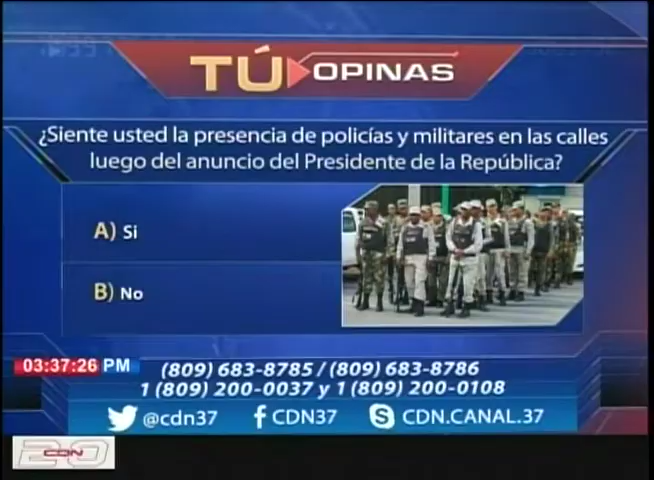 TÚ OPINAS
¿Siente usted la presencia de policías y militares en las calles
luego del anuncio del Presidente de la República?
A) Si
B) No
03:37:26 PM
(809) 683-8785 / (809) 683-8786
1 (809) 200-0037 y 1 (809) 200-0108
@cdn37 CDN37 CDN.CANAL.37
CDN
20